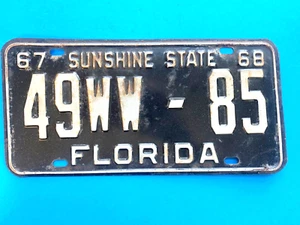 67 SUNSHINE STATE 68
49WW - 85
FLORIDA